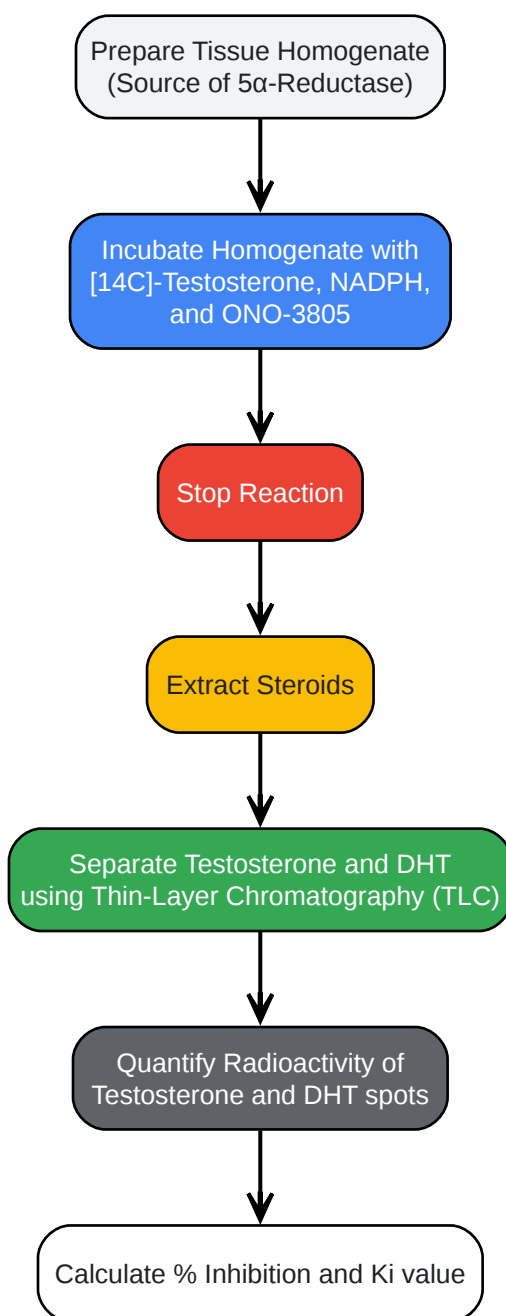 Prepare Tissue Homogenate
(Source of 5α-Reductase)
Incubate Homogenate with
[14C]-Testosterone, NADPH,
and ONO-3805
Stop Reaction
Extract Steroids
Separate Testosterone and DHT
using Thin-Layer Chromatography (TLC)
Quantify Radioactivity of
Testosterone and DHT spots
Calculate % Inhibition and Ki value